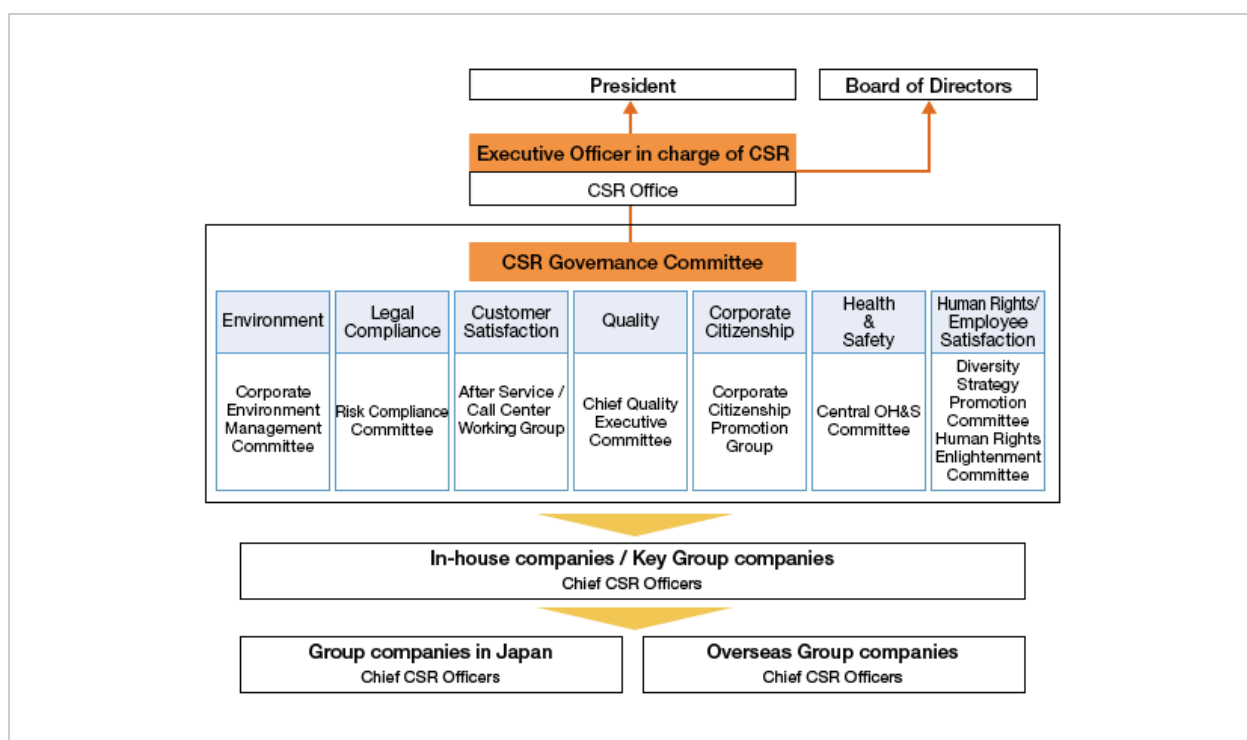 President
Board of Directors
Executive Officer in charge of CSR
CSR Office
CSR Governance Committee
Environment
Corporate
Environment
Management
Committee
Legal
Compliance
Risk Compliance
Committee
Customer
Satisfaction
After Service /
Call Center
Working Group
Quality
Chief Quality
Executive
Committee
Corporate
Citizenship
Corporate
Citizenship
Promotion
Group
Health
&
Safety
Central OH&S
Committee
Human Rights/
Employee
Satisfaction
Diversity
Strategy
Promotion
Committee
Human Rights
Enlightenment
Committee
In-house companies / Key Group companies
Chief CSR Officers
Group companies in Japan
Chief CSR Officers
Overseas Group companies
Chief CSR Officers